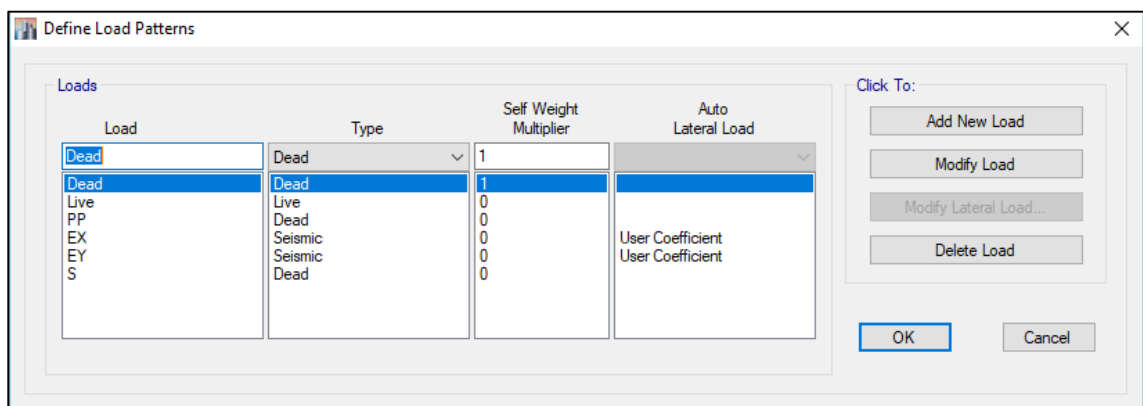 Define Load Patterns
Loads
Click To:
Load
Type
Self Weight
Multiplier
Auto
Lateral Load
Dead Dead 1
Dead Dead 1
Live Live 0
PP Dead 0
EX Seismic 0 User Coefficient
EY Seismic 0 User Coefficient
S Dead 0
Add New Load
Modify Load
Modify Lateral Load...
Delete Load
OK
Cancel